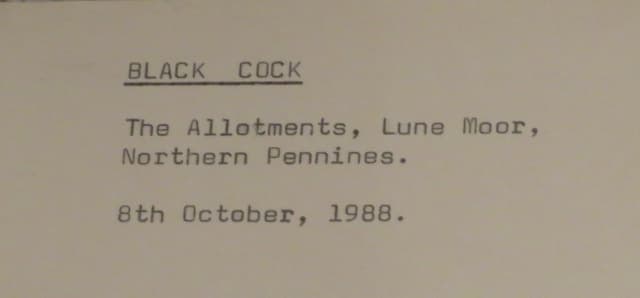 BLACK COCK
The Allotments, Lune Moor,
Northern Pennines.
8th October, 1988.